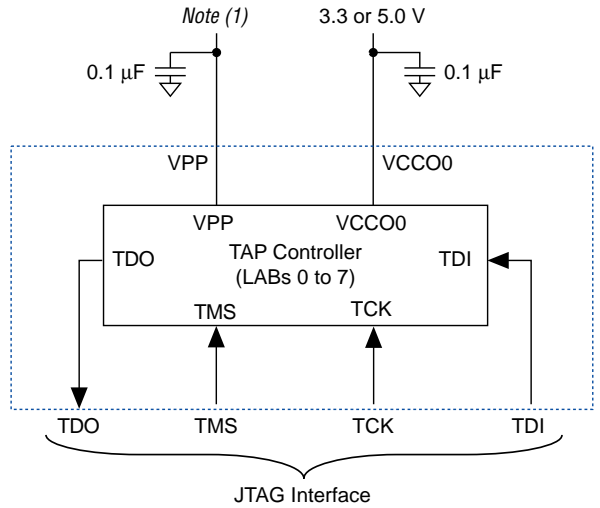 Note (1)
3.3 or 5.0 V
0.1 μF
0.1 μF
VPP
VCCO0
VPP
VCCO0
TDO
TAP Controller
(LABs 0 to 7)
TDI
TMS
TCK
TDO
TMS
TCK
TDI
JTAG Interface